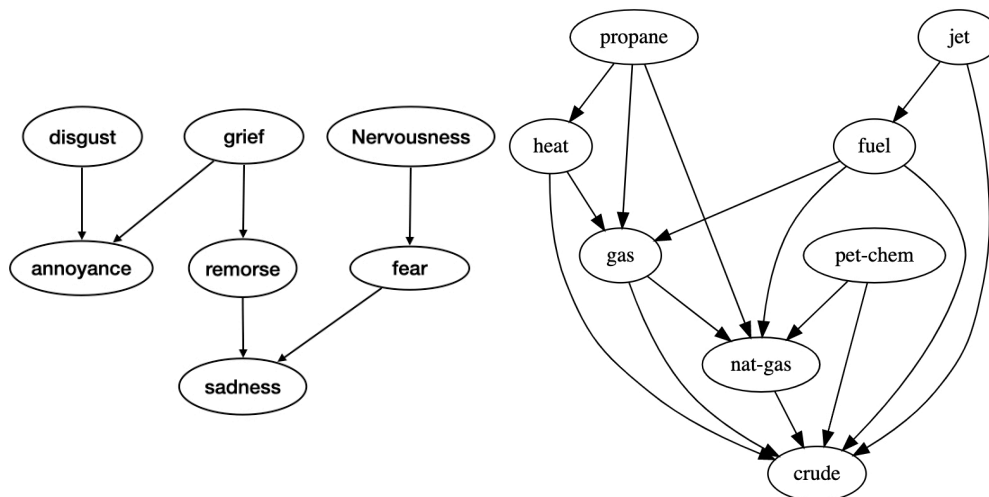 propane
jet
disgust
grief
Nervousness
heat
fuel
annoyance
remorse
fear
gas
pet-chem
nat-gas
sadness
crude